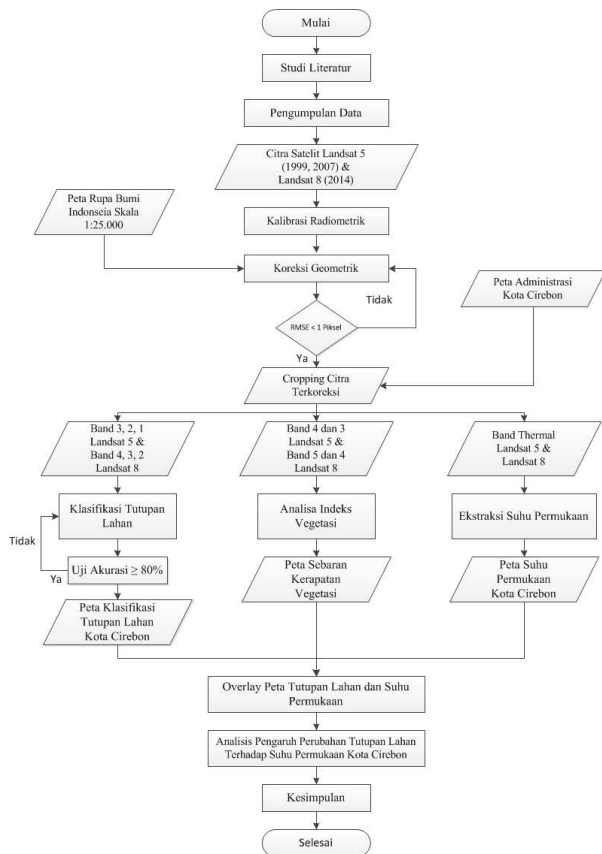 Mulai
Studi Literatur
Pengumpulan Data
Citra Satelit Landsat 5
(1999, 2007) &
Landsat 8 (2014)
Peta Rupa Bumi
Indonseia Skala
1:25.000
Kalibrasi Radiometrik
Koreksi Geometrik
Tidak
Peta Administrasi
Kota Cirebon
RMSE < 1 Piksel
Ya
Cropping Citra
Terkoreksi
Band 3, 2, 1
Landsat 5 &
Band 4, 3, 2
Landsat 8
Band 4 dan 3
Landsat 5 &
Band 5 dan 4
Landsat 8
Band Thermal
Landsat 5 &
Landsat 8
Klasifikasi Tutupan
Lahan
Analisa Indeks
Vegetasi
Ekstraksi Suhu Permukaan
Tidak
Uji Akurasi ≥ 80%
Ya
Peta Klasifikasi
Tutupan Lahan
Kota Cirebon
Peta Sebaran
Kerapatan
Vegetasi
Peta Suhu
Permukaan
Kota Cirebon
Overlay Peta Tutupan Lahan dan Suhu
Permukaan
Analisis Pengaruh Perubahan Tutupan Lahan
Terhadap Suhu Permukaan Kota Cirebon
Kesimpulan
Selesai